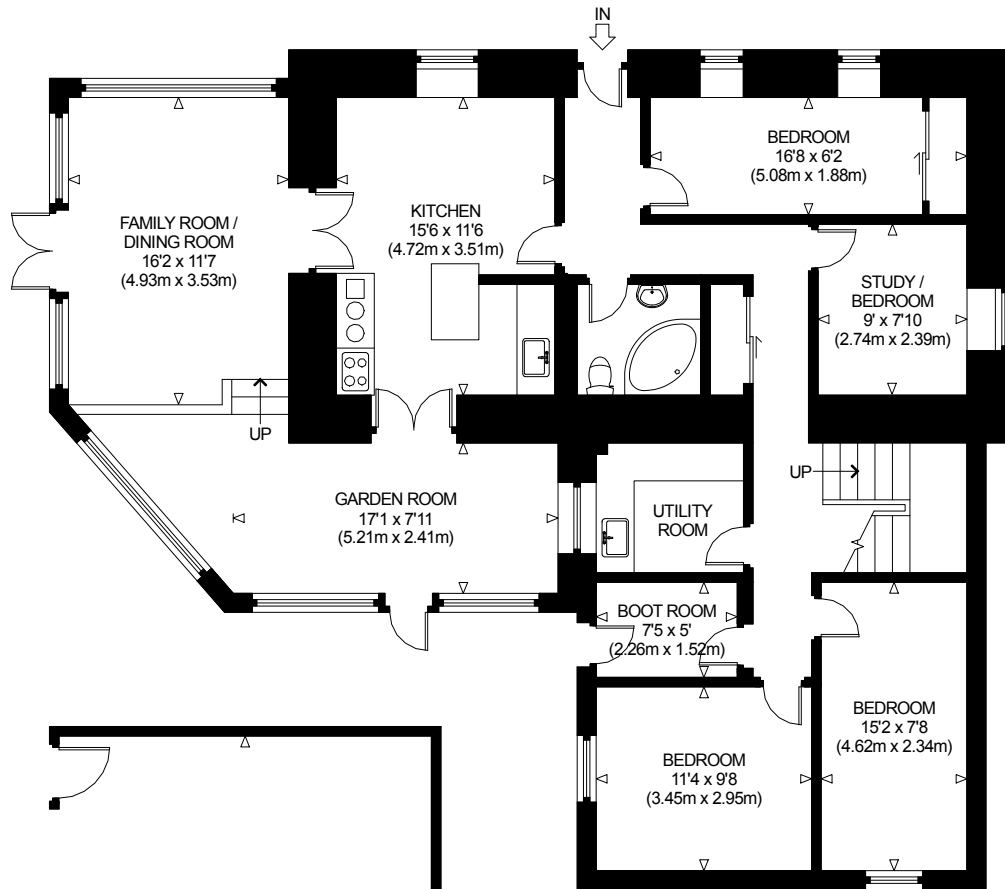 IN
BEDROOM
16'8 x 6'2
(5.08m x 1.88m)
FAMILY ROOM /
DINING ROOM
16'2 x 11'7
(4.93m x 3.53m)
KITCHEN
15'6 x 11'6
(4.72m x 3.51m)
STUDY /
BEDROOM
9' x 7'10
(2.74m x 2.39m)
UP
GARDEN ROOM
17'1 x 7'11
(5.21m x 2.41m)
UTILITY
ROOM
UP
BOOT ROOM
7'5 x 5'
(2.26m x 1.52m)
BEDROOM
11'4 x 9'8
(3.45m x 2.95m)
BEDROOM
15'2 x 7'8
(4.62m x 2.34m)